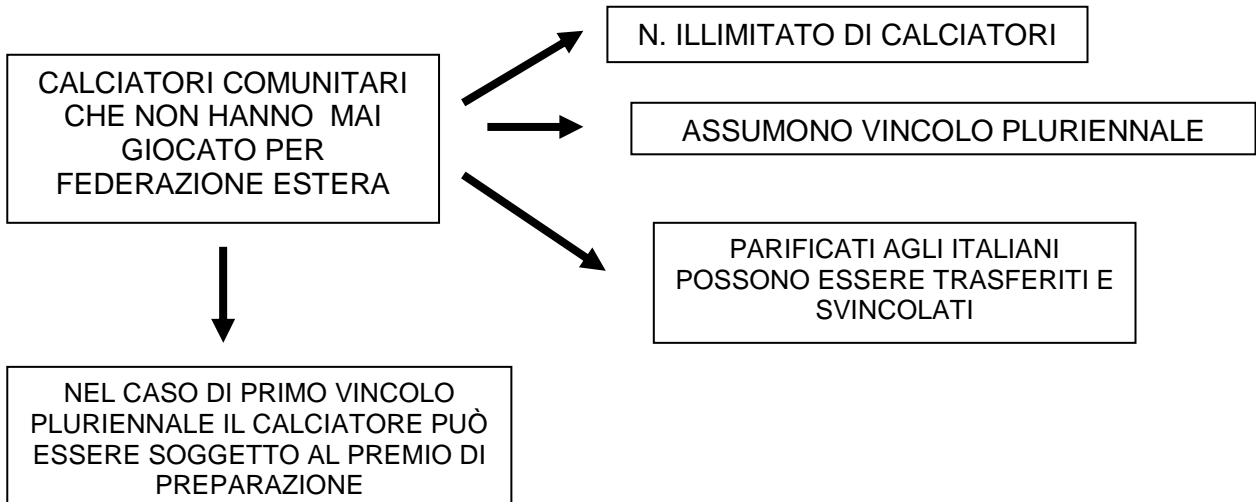 N. ILLIMITATO DI CALCIATORI
CALCIATORI COMUNITARI
CHE NON HANNO MAI
GIOCATO PER
FEDERAZIONE ESTERA
ASSUMONO VINCOLO PLURIENNALE
PARIFICATI AGLI ITALIANI
POSSONO ESSERE TRASFERITI E
SVINCOLATI
NEL CASO DI PRIMO VINCOLO
PLURIENNALE IL CALCIATORE PUÒ
ESSERE SOGGETTO AL PREMIO DI
PREPARAZIONE